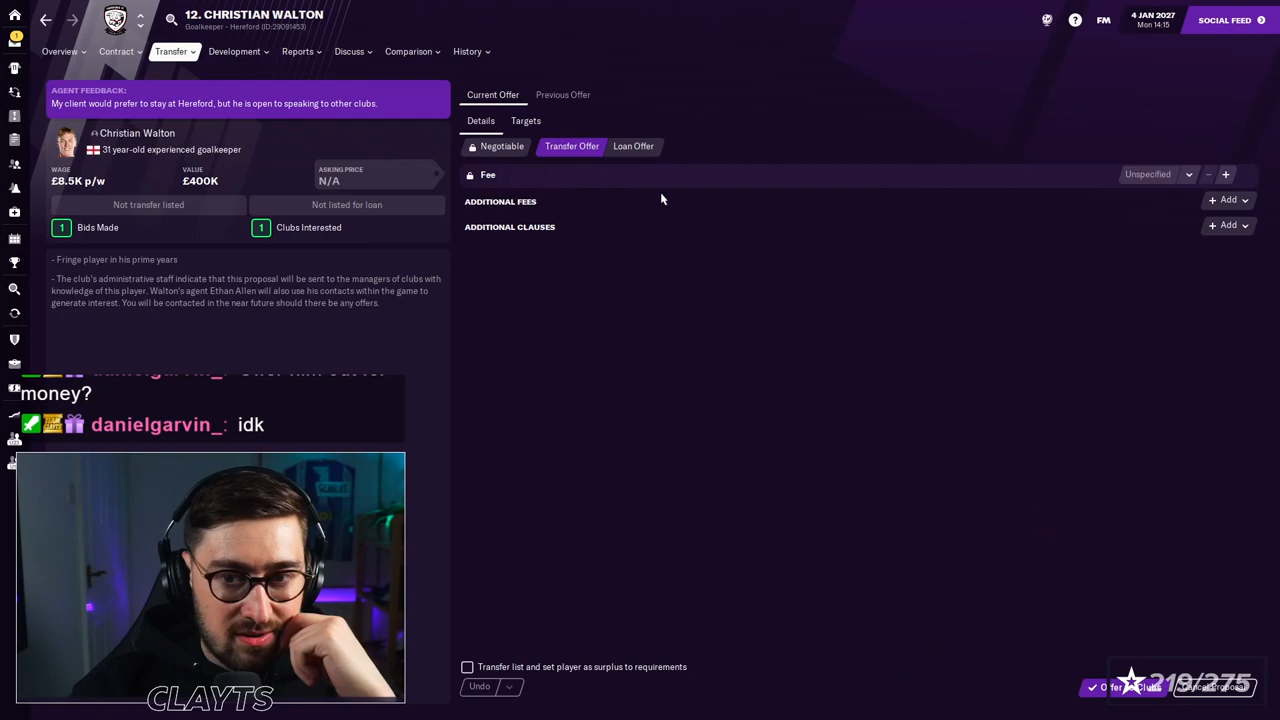 12. CHRISTIAN WALTON
Goalkeeper - Hereford (ID:29091453)
FM
4 JAN 2027
Mon 14:15
SOCIAL FEED
1
Overview
Contract
Transfer
Development
Reports
Discuss
Comparison
History
AGENT FEEDBACK:
My client would prefer to stay at Hereford, but he is open to speaking to other clubs.
Christian Walton
31 year-old experienced goalkeeper
WAGE
£8.5K p/w
VALUE
£400K
ASKING PRICE
N/A
Not transfer listed
Not listed for loan
1 Bids Made
1 Clubs Interested
- Fringe player in his prime years
- The club's administrative staff indicate that this proposal will be sent to the managers of clubs with
knowledge of this player. Walton's agent Ethan Allen will also use his contacts within the game to
generate interest. You will be contacted in the near future should there be any offers.
Current Offer
Previous Offer
Details
Targets
Negotiable
Transfer Offer
Loan Offer
Fee
Unspecified
ADDITIONAL FEES
Add
ADDITIONAL CLAUSES
Add
money?
danielgarvin_: idk
CLAYTS
Transfer list and set player as surplus to requirements
Undo
219/275